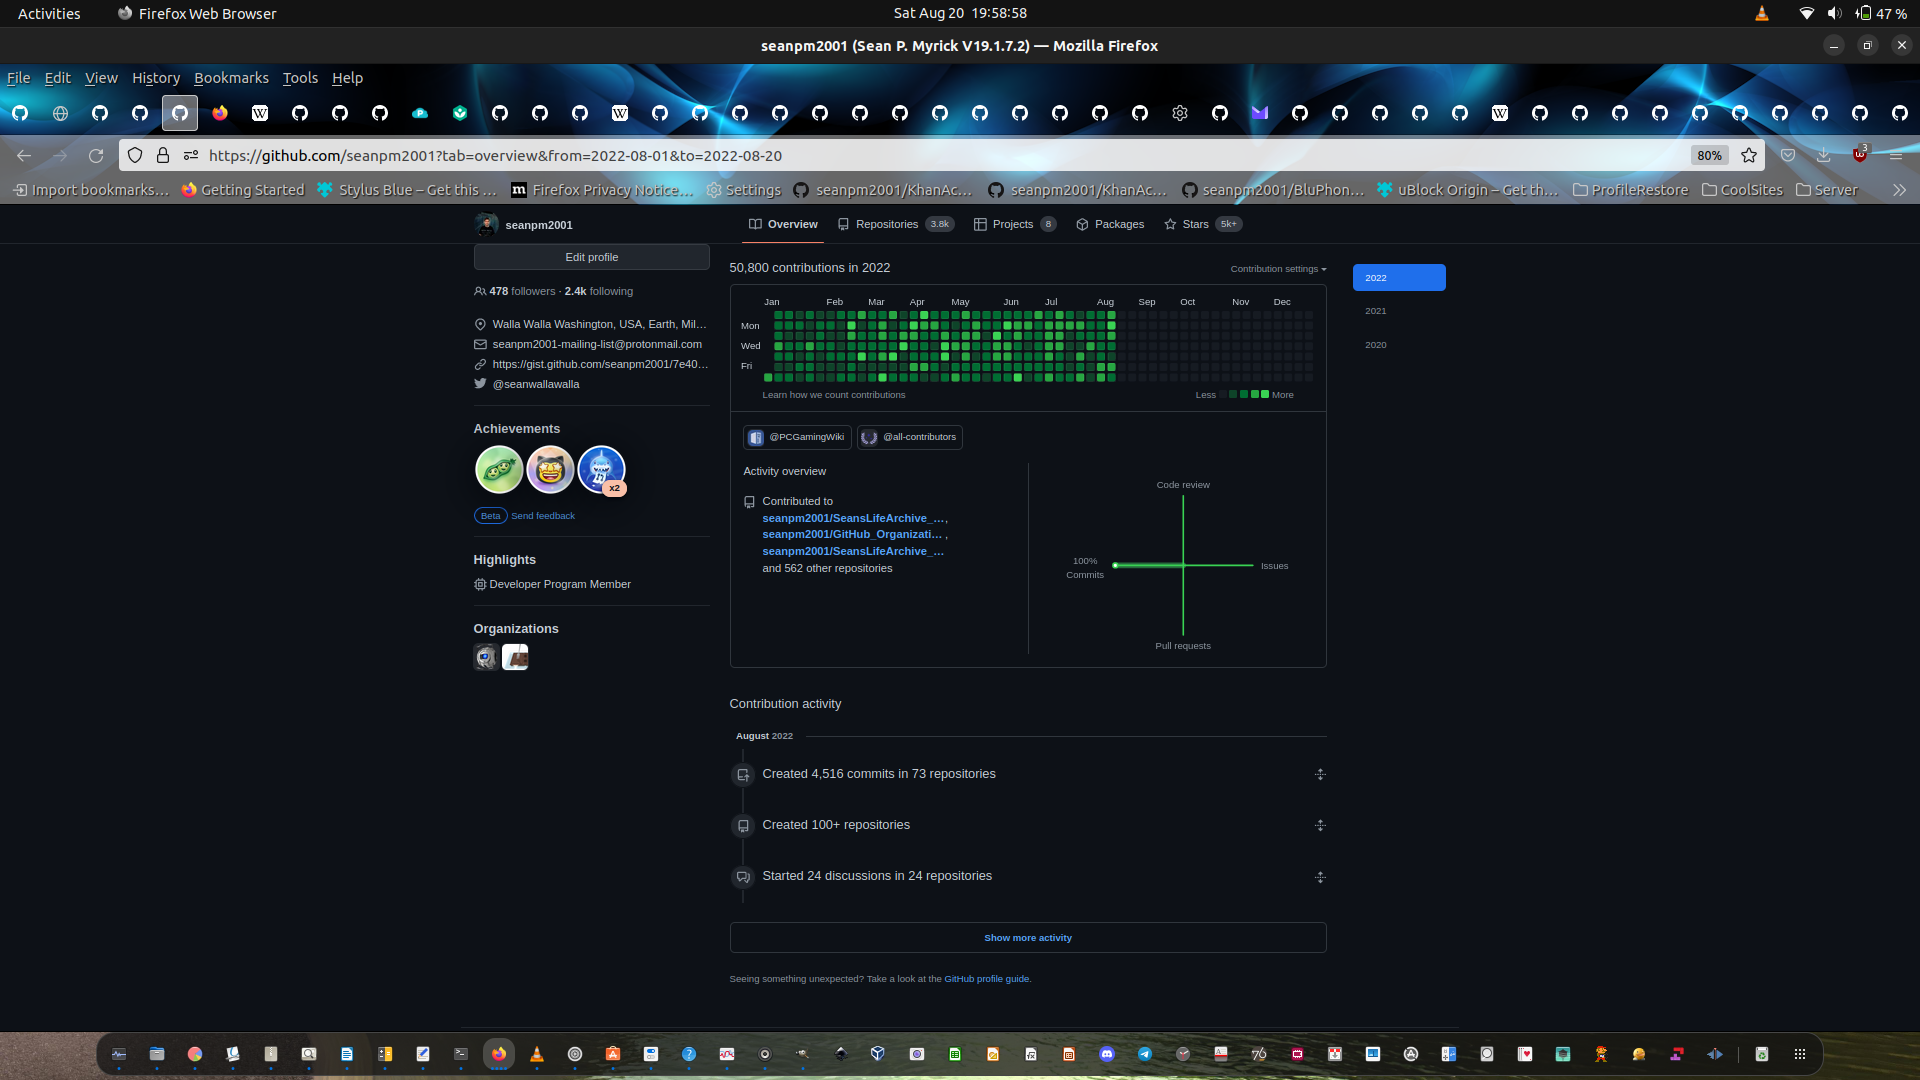 Activities
Firefox Web Browser
Sat Aug 20 19:58:58
47 %
seanpm2001 (Sean P. Myrick V19.1.7.2) — Mozilla Firefox
File Edit View History Bookmarks Tools Help
https://github.com/seanpm2001?tab=overview&from=2022-08-01&to=2022-08-20
80%
3
Import bookmarks…
Getting Started
Stylus Blue – Get this …
Firefox Privacy Notice…
Settings
seanpm2001/KhanAc…
seanpm2001/KhanAc…
seanpm2001/BluPhon…
uBlock Origin – Get th…
ProfileRestore
CoolSites
Server
seanpm2001
Overview
Repositories 3.8k
Projects 8
Packages
Stars 5k+
Edit profile
478 followers · 2.4k following
Walla Walla Washington, USA, Earth, Mil…
seanpm2001-mailing-list@protonmail.com
https://gist.github.com/seanpm2001/7e40…
@seanwallawalla
Achievements
x2
Beta Send feedback
Highlights
Developer Program Member
Organizations
50,800 contributions in 2022
Contribution settings
2022
2021
2020
Jan Feb Mar Apr May Jun Jul Aug Sep Oct Nov Dec
Mon
Wed
Fri
Learn how we count contributions
Less More
@PCGamingWiki
@all-contributors
Activity overview
Contributed to
seanpm2001/SeansLifeArchive_…,
seanpm2001/GitHub_Organizati… ,
seanpm2001/SeansLifeArchive_…
and 562 other repositories
Code review
100%
Commits
Issues
Pull requests
Contribution activity
August 2022
Created 4,516 commits in 73 repositories
Created 100+ repositories
Started 24 discussions in 24 repositories
Show more activity
Seeing something unexpected? Take a look at the GitHub profile guide.